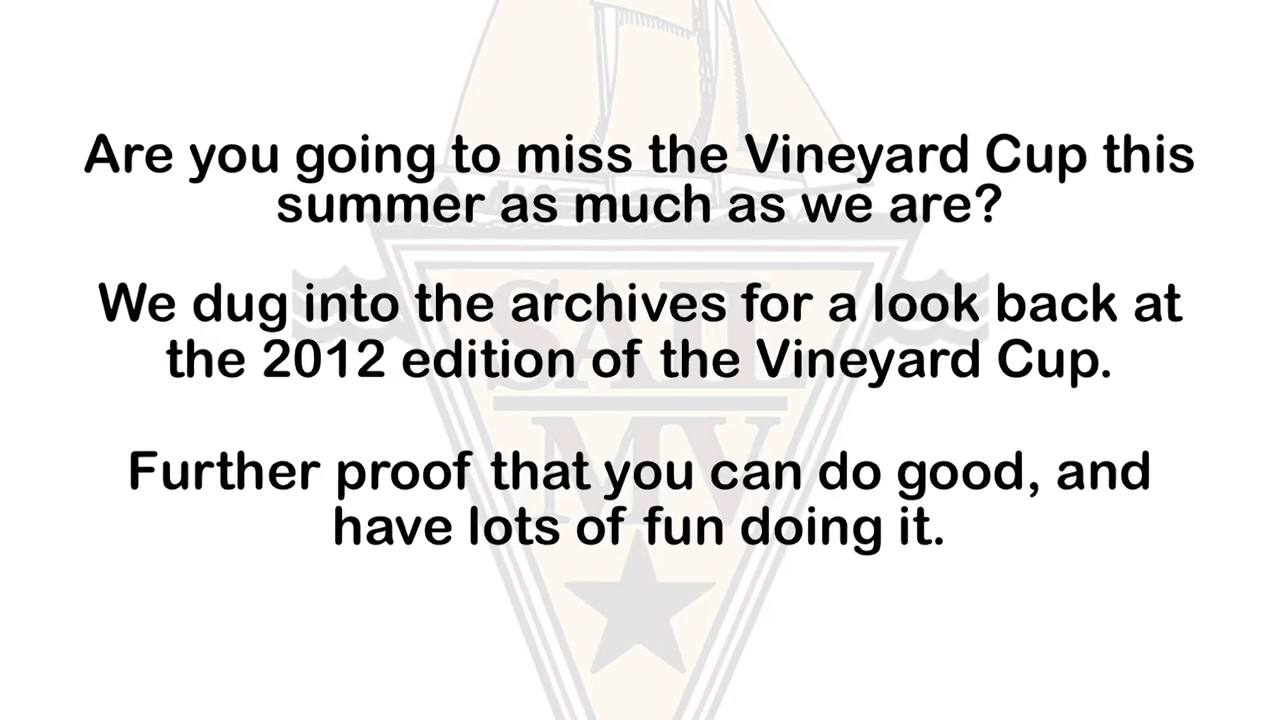 Are you going to miss the Vineyard Cup this
summer as much as we are?
We dug into the archives for a look back at
the 2012 edition of the Vineyard Cup.
Further proof that you can do good, and
have lots of fun doing it.
SAIL
MV